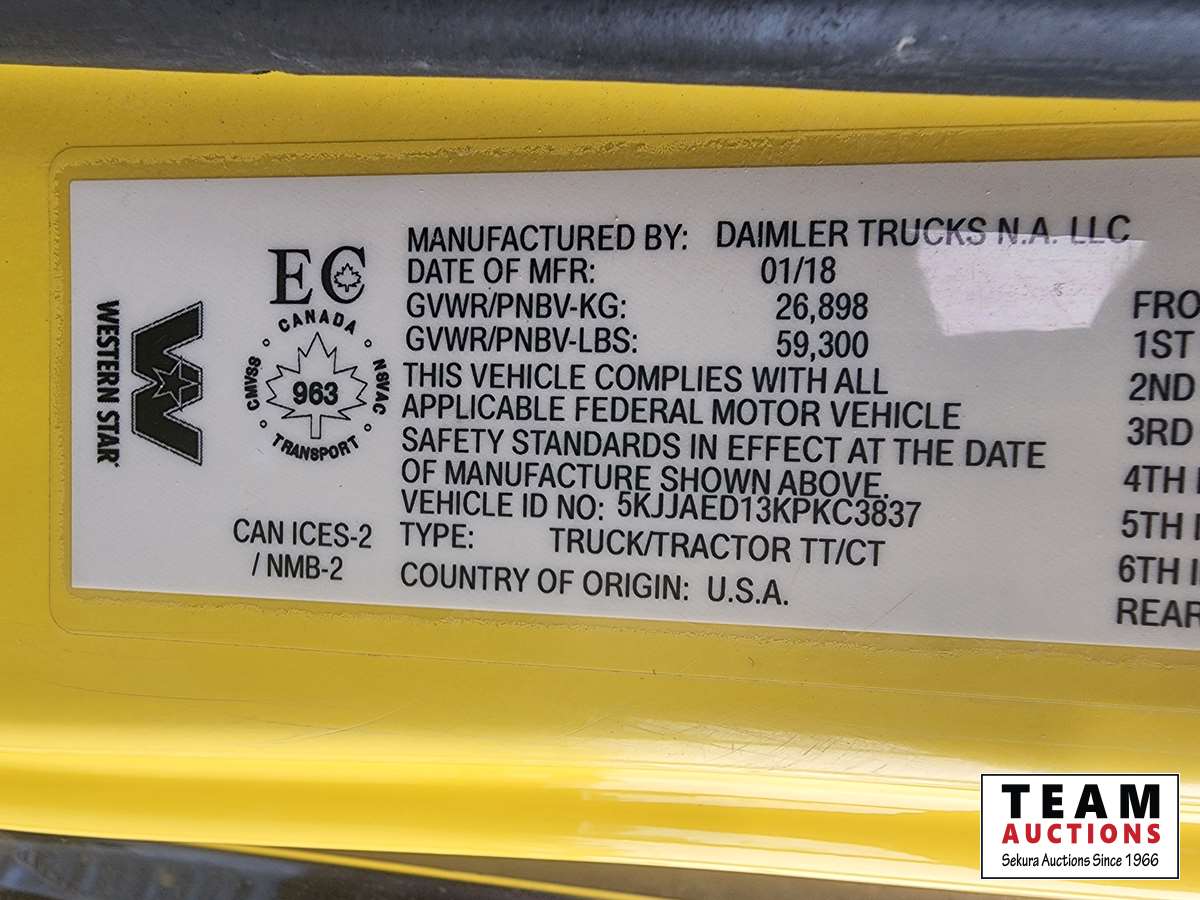 WESTERN STAR
EC
CANADA
CMVSS
963
NSVAC
TRANSPORT
CAN ICES-2
/ NMB-2
MANUFACTURED BY: DAIMLER TRUCKS N.A. LLC
DATE OF MFR: 01/18
GVWR/PNBV-KG: 26,898
GVWR/PNBV-LBS: 59,300
THIS VEHICLE COMPLIES WITH ALL
APPLICABLE FEDERAL MOTOR VEHICLE
SAFETY STANDARDS IN EFFECT AT THE DATE
OF MANUFACTURE SHOWN ABOVE.
VEHICLE ID NO: 5KJJAED13KPKC3837
TYPE: TRUCK/TRACTOR TT/CT
COUNTRY OF ORIGIN: U.S.A.
FRO
1ST
2ND
3RD
4TH
5TH
6TH
REAR
TEAM
AUCTIONS
Sekura Auctions Since 1966